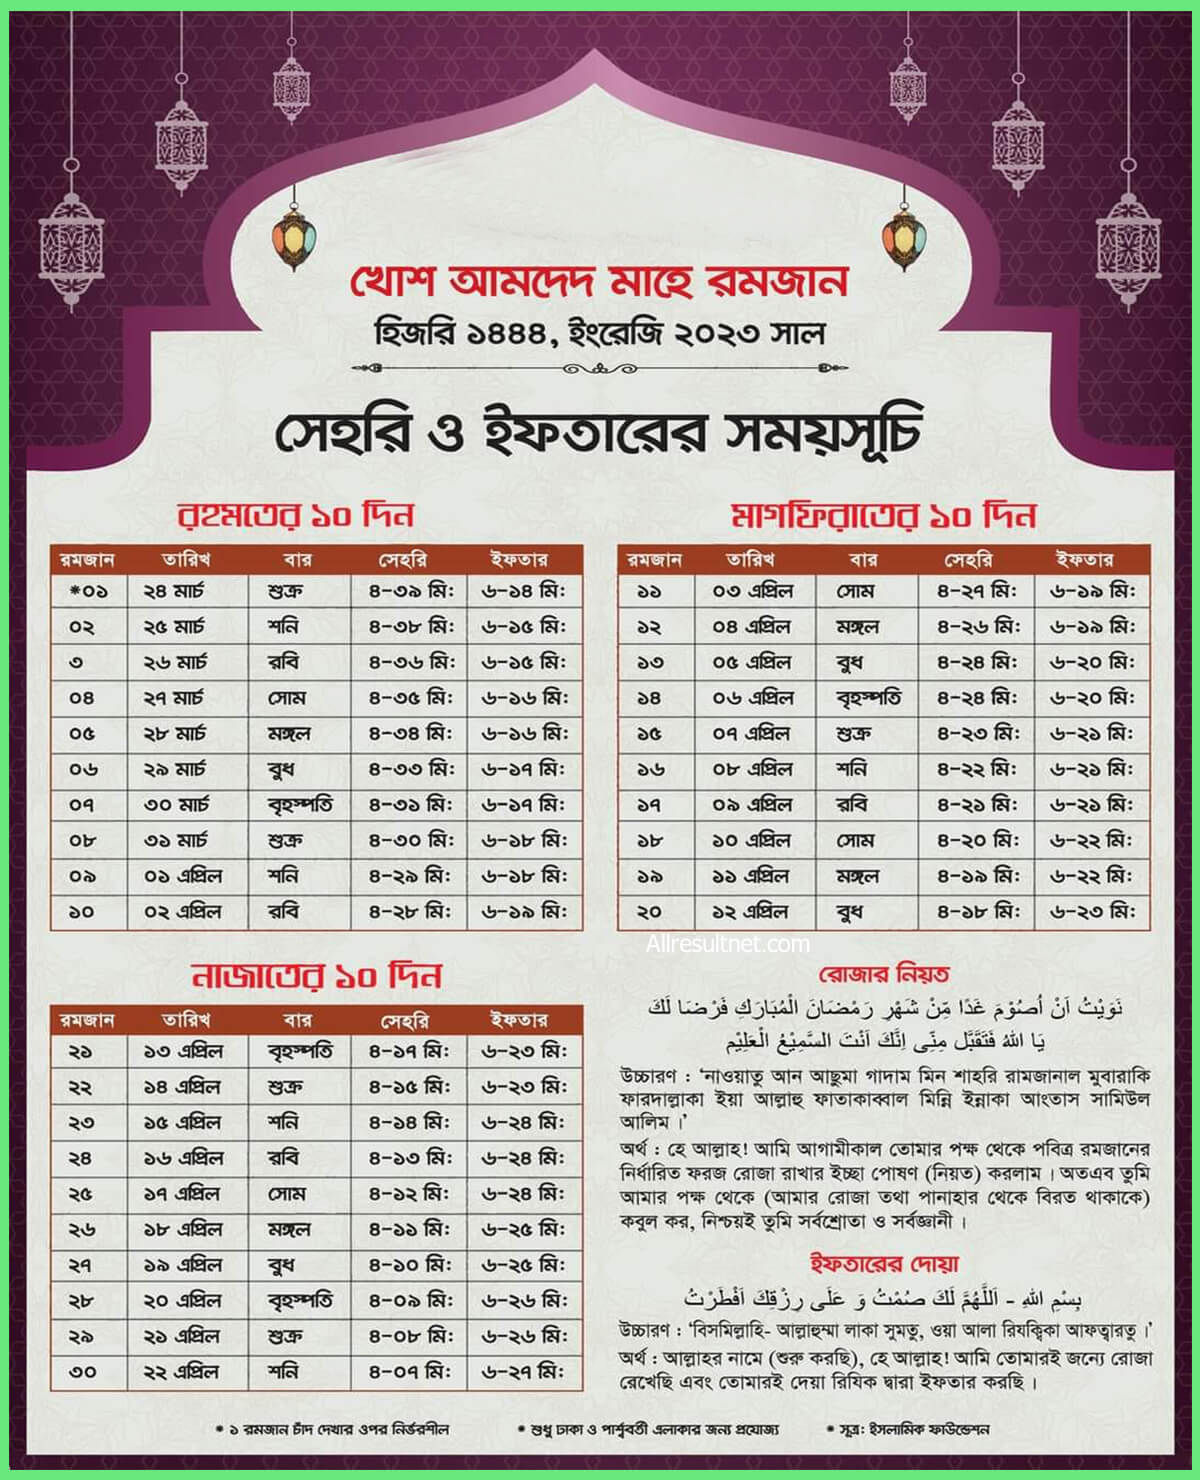 খোশ আমদেদ মাহে রমজান
হিজরি ১৪৪৪, ইংরেজি ২০২৩ সাল
সেহরি ও ইফতারের সময়সূচি
রহমতের ১০ দিন
রমজান তারিখ বার সেহরি ইফতার
*০১ ২৪ মার্চ শুক্র ৪-৩৯ মি: ৬-১৪ মি:
০২ ২৫ মার্চ শনি ৪-৩৮ মি: ৬-১৫ মি:
৩ ২৬ মার্চ রবি ৪-৩৬ মি: ৬-১৫ মি:
০৪ ২৭ মার্চ সোম ৪-৩৫ মি: ৬-১৬ মি:
০৫ ২৮ মার্চ মঙ্গল ৪-৩৪ মি: ৬-১৬ মি:
০৬ ২৯ মার্চ বুধ ৪-৩৩ মি: ৬-১৭ মি:
০৭ ৩০ মার্চ বৃহস্পতি ৪-৩১ মি: ৬-১৭ মি:
০৮ ৩১ মার্চ শুক্র ৪-৩০ মি: ৬-১৮ মি:
০৯ ০১ এপ্রিল শনি ৪-২৯ মি: ৬-১৮ মি:
১০ ০২ এপ্রিল রবি ৪-২৮ মি: ৬-১৯ মি:
মাগফিরাতের ১০ দিন
রমজান তারিখ বার সেহরি ইফতার
১১ ০৩ এপ্রিল সোম ৪-২৭ মি: ৬-১৯ মি:
১২ ০৪ এপ্রিল মঙ্গল ৪-২৬ মি: ৬-১৯ মি:
১৩ ০৫ এপ্রিল বুধ ৪-২৪ মি: ৬-২০ মি:
১৪ ০৬ এপ্রিল বৃহস্পতি ৪-২৪ মি: ৬-২০ মি:
১৫ ০৭ এপ্রিল শুক্র ৪-২৩ মি: ৬-২১ মি:
১৬ ০৮ এপ্রিল শনি ৪-২২ মি: ৬-২১ মি:
১৭ ০৯ এপ্রিল রবি ৪-২১ মি: ৬-২১ মি:
১৮ ১০ এপ্রিল সোম ৪-২০ মি: ৬-২২ মি:
১৯ ১১ এপ্রিল মঙ্গল ৪-১৯ মি: ৬-২২ মি:
২০ ১২ এপ্রিল বুধ ৪-১৮ মি: ৬-২৩ মি:
Allresultnet.com
নাজাতের ১০ দিন
রমজান তারিখ বার সেহরি ইফতার
২১ ১৩ এপ্রিল বৃহস্পতি ৪-১৭ মি: ৬-২৩ মি:
২২ ১৪ এপ্রিল শুক্র ৪-১৫ মি: ৬-২৩ মি:
২৩ ১৫ এপ্রিল শনি ৪-১৪ মি: ৬-২৪ মি:
২৪ ১৬ এপ্রিল রবি ৪-১৩ মি: ৬-২৪ মি:
২৫ ১৭ এপ্রিল সোম ৪-১২ মি: ৬-২৪ মি:
২৬ ১৮ এপ্রিল মঙ্গল ৪-১১ মি: ৬-২৫ মি:
২৭ ১৯ এপ্রিল বুধ ৪-১০ মি: ৬-২৫ মি:
২৮ ২০ এপ্রিল বৃহস্পতি ৪-০৯ মি: ৬-২৬ মি:
২৯ ২১ এপ্রিল শুক্র ৪-০৮ মি: ৬-২৬ মি:
৩০ ২২ এপ্রিল শনি ৪-০৭ মি: ৬-২৭ মি:
রোজার নিয়ত
نَوَيْتُ اَنْ اُصُوْمَ غَدًا مِّنْ شَهْرِ رَمْضَانَ الْمُبَارَكِ فَرْضَا لَكَ
يَا اللهُ فَتَقَبَّل مِنِّى اِنَّكَ اَنْتَ السَّمِيْعُ الْعَلِيْم
উচ্চারণ : ‘নাওয়াতু আন আছুমা গাদাম মিন শাহরি রামজানাল মুবারাকি
ফারদাল্লাকা ইয়া আল্লাহু ফাতাকাব্বাল মিন্নি ইন্নাকা আংতাস সামিউল
আলিম।’
অর্থ : হে আল্লাহ! আমি আগামীকাল তোমার পক্ষ থেকে পবিত্র রমজানের
নির্ধারিত ফরজ রোজা রাখার ইচ্ছা পোষণ (নিয়ত) করলাম। অতএব তুমি
আমার পক্ষ থেকে (আমার রোজা তথা পানাহার থেকে বিরত থাকাকে)
কবুল কর, নিশ্চয়ই তুমি সর্বশ্রোতা ও সর্বজ্ঞানী।
ইফতারের দোয়া
بِسْمِ اللهِ - اَللَّهُمَّ لَكَ صُمْتُ وَ عَلَى رِزْقِكَ اَفْطَرْتُ
উচ্চারণ : ‘বিসমিল্লাহি- আল্লাহুম্মা লাকা সুমতু, ওয়া আলা রিযক্বিকা আফত্বারতু।’
অর্থ : আল্লাহর নামে (শুরু করছি), হে আল্লাহ! আমি তোমারই জন্যে রোজা
রেখেছি এবং তোমারই দেয়া রিযিক দ্বারা ইফতার করছি।
* ১ রমজান চাঁদ দেখার ওপর নির্ভরশীল * শুধু ঢাকা ও পার্শ্ববর্তী এলাকার জন্য প্রযোজ্য * সূত্র: ইসলামিক ফাউন্ডেশন